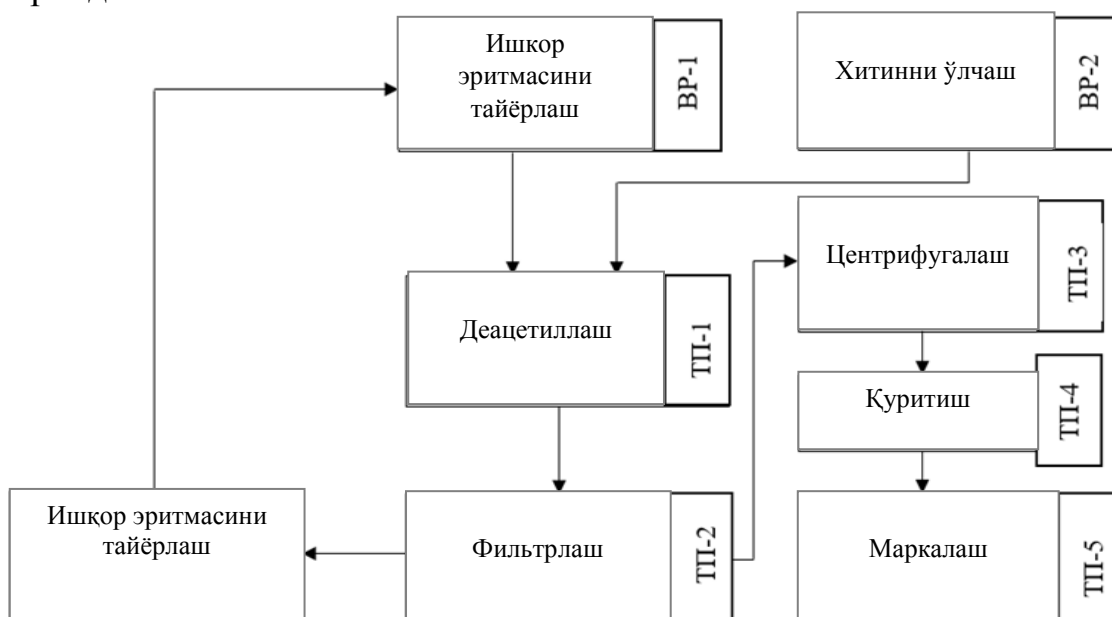 Ишкор
эритмасини
тайёрлаш
ВР-1
Хитинни ўлчаш
ВР-2
Центрифугалаш
ТП-3
Деацетиллаш
ТП-1
Қуритиш
ТП-4
Ишқор эритмасини
тайёрлаш
Фильтрлаш
ТП-2
Маркалаш
ТП-5